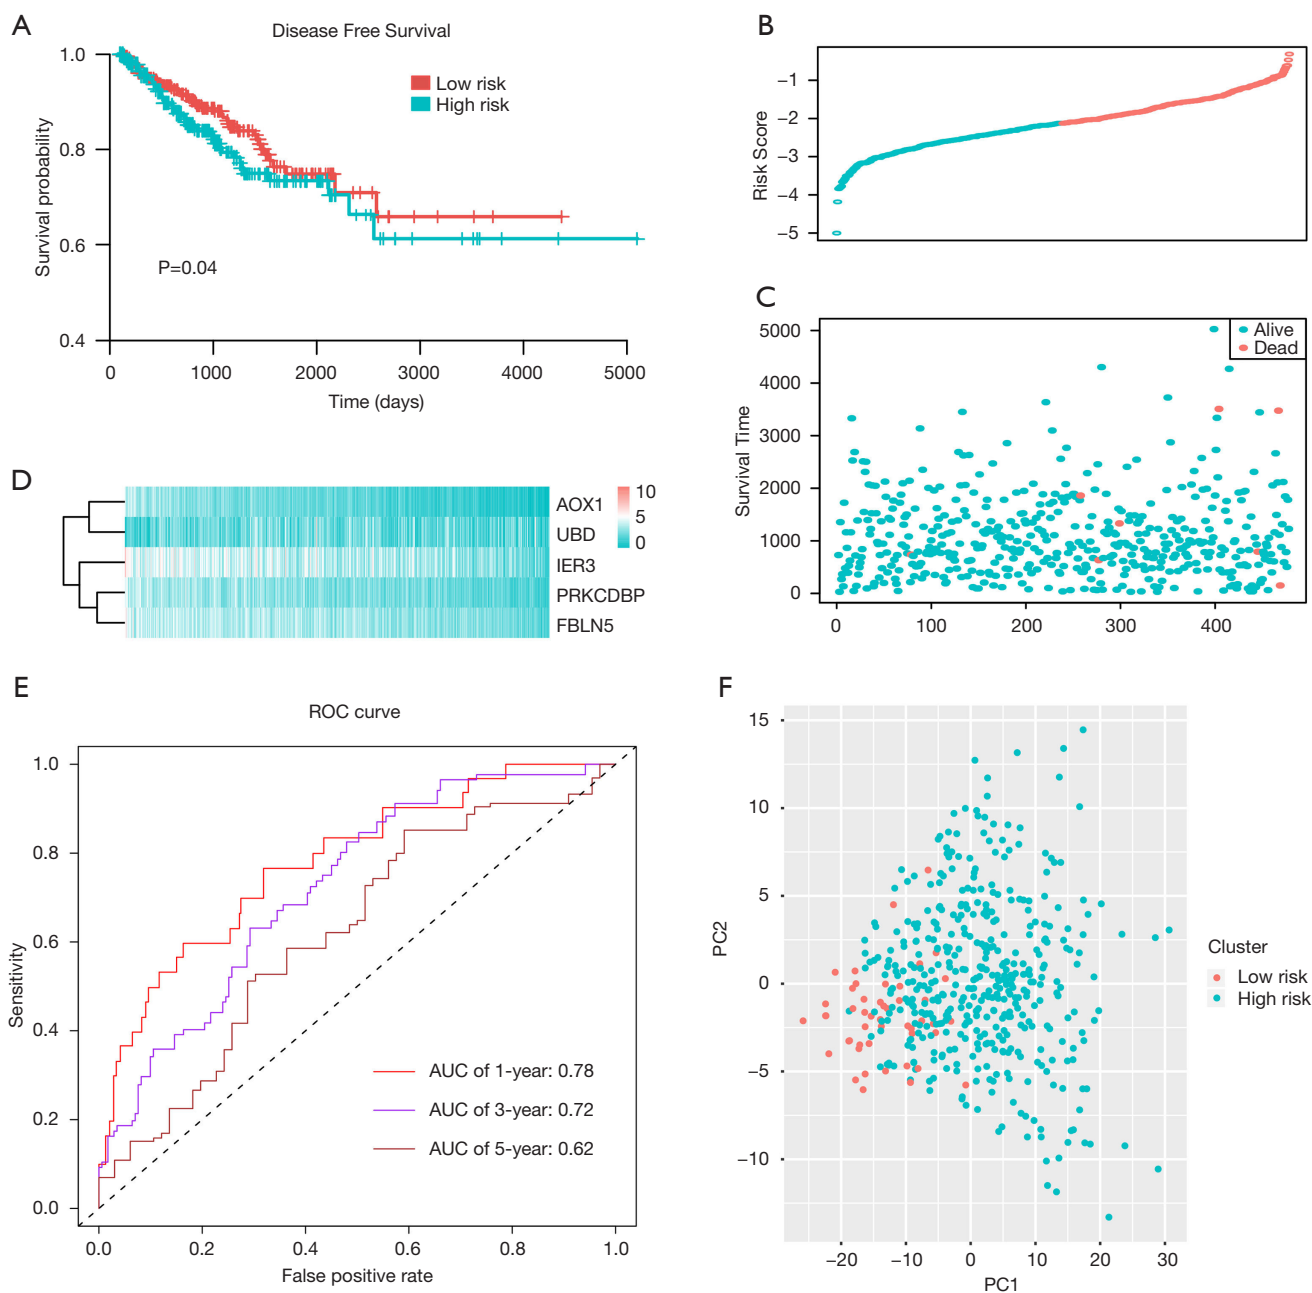 A
Disease Free Survival
1.0
0.8
0.6
0.4
Survival probability
Low risk
High risk
P=0.04
0 1000 2000 3000 4000 5000
Time (days)
B
−1
−2
−3
−4
−5
Risk Score
C
5000
4000
3000
2000
1000
0
Survival Time
Alive
Dead
0 100 200 300 400
D
AOX1
UBD
IER3
PRKCDBP
FBLN5
10
5
0
E
ROC curve
1.0
0.8
0.6
0.4
0.2
0.0
Sensitivity
AUC of 1-year: 0.78
AUC of 3-year: 0.72
AUC of 5-year: 0.62
0.0 0.2 0.4 0.6 0.8 1.0
False positive rate
F
15
10
5
0
−5
−10
PC2
−20 −10 0 10 20 30
PC1
Cluster
Low risk
High risk